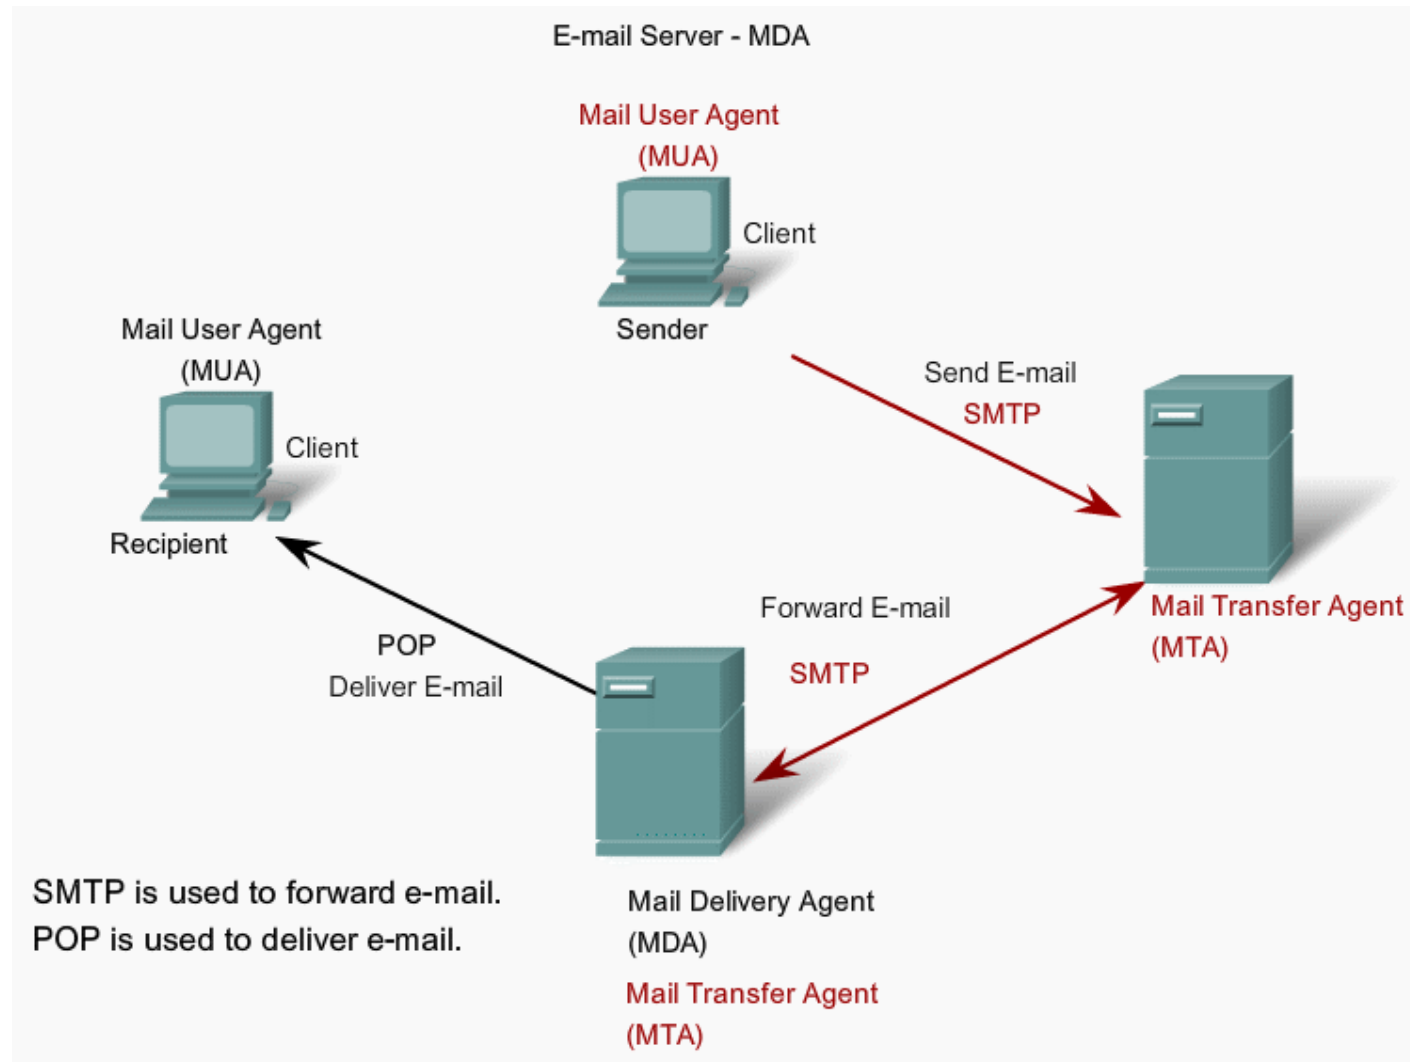 E-mail Server - MDA
Mail User Agent
(MUA)
Client
Sender
Mail User Agent
(MUA)
Client
Recipient
Send E-mail
SMTP
Mail Transfer Agent
(MTA)
Forward E-mail
SMTP
POP
Deliver E-mail
SMTP is used to forward e-mail.
POP is used to deliver e-mail.
Mail Delivery Agent
(MDA)
Mail Transfer Agent
(MTA)